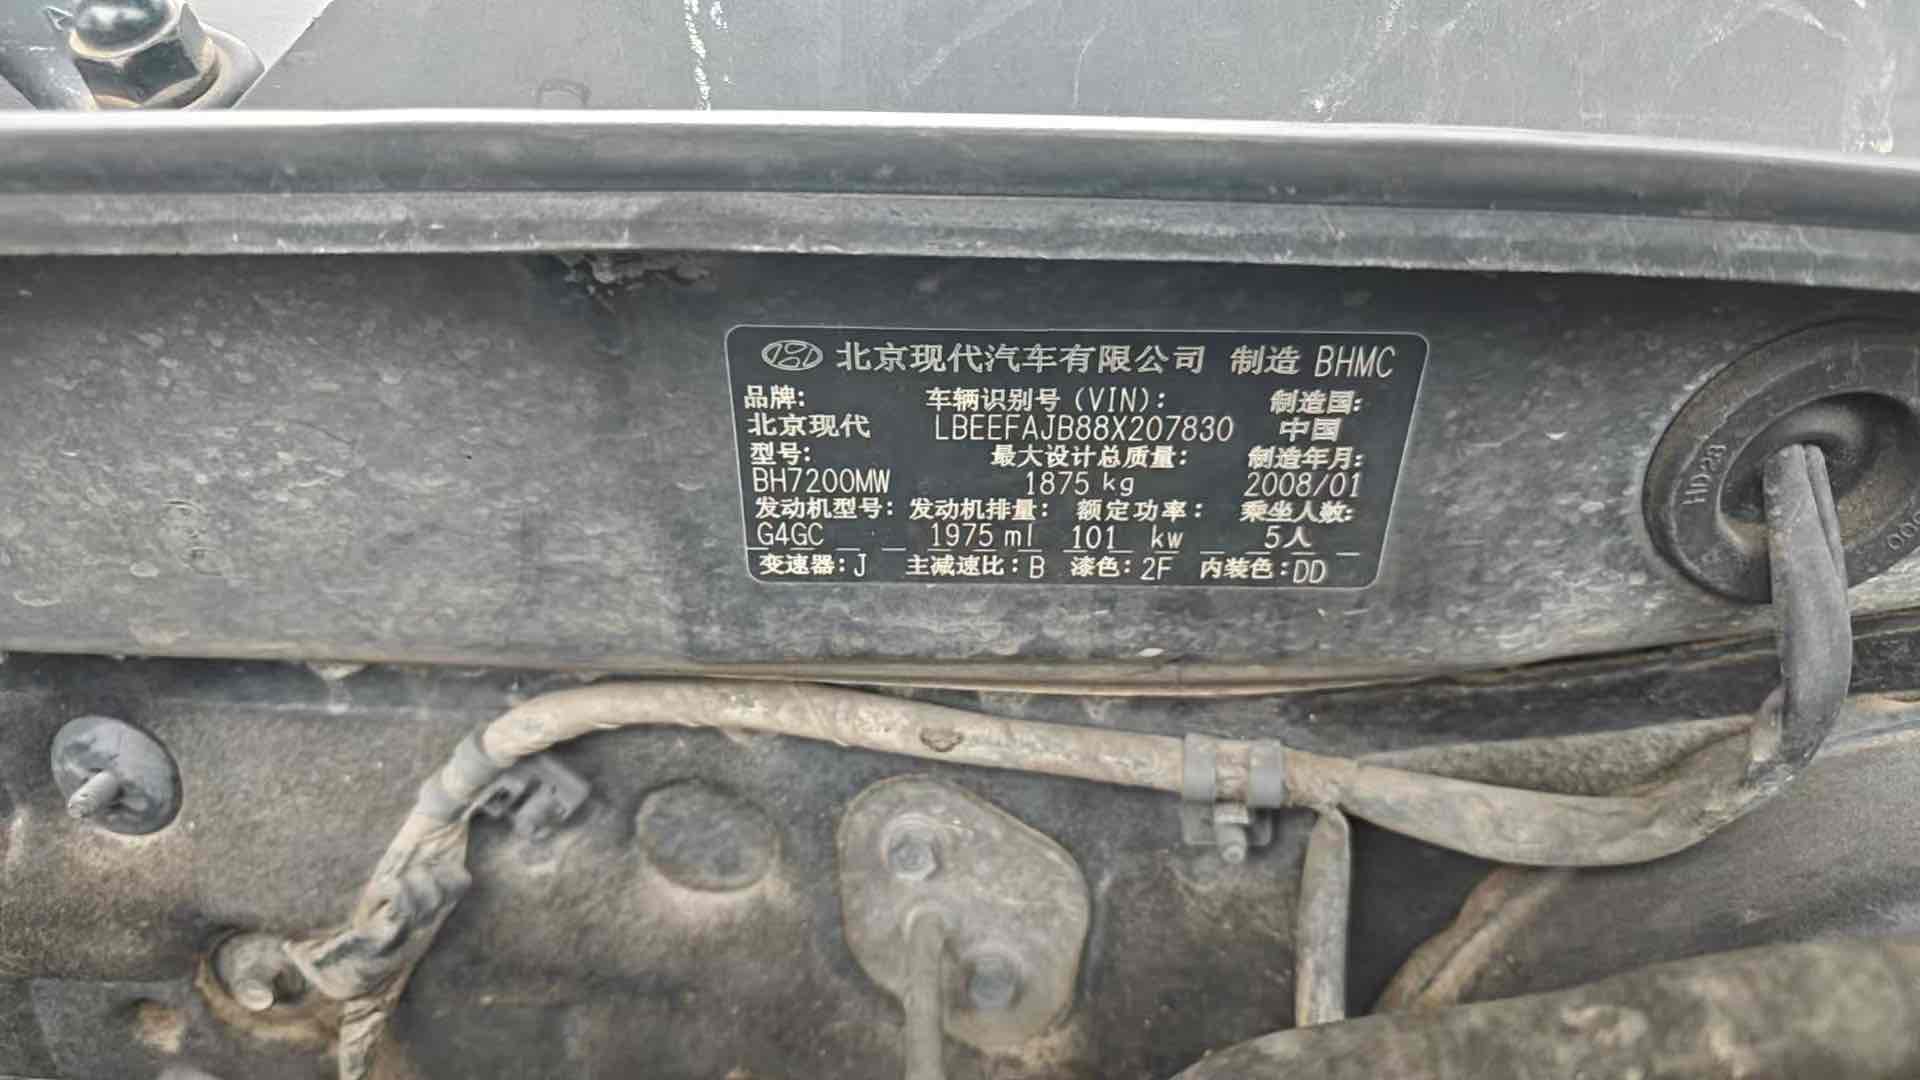 北京现代汽车有限公司 制造 BHMC
品牌: 车辆识别号 (VIN): 制造国:
北京现代 LBEEFAJB88X207830 中国
型号: 最大设计总质量: 制造年月:
BH7200MW 1875 kg 2008/01
发动机型号: 发动机排量: 额定功率: 乘坐人数:
G4GC 1975 ml 101 kw 5人
变速器: J 主减速比: B 漆色: 2F 内装色: DD
HD28